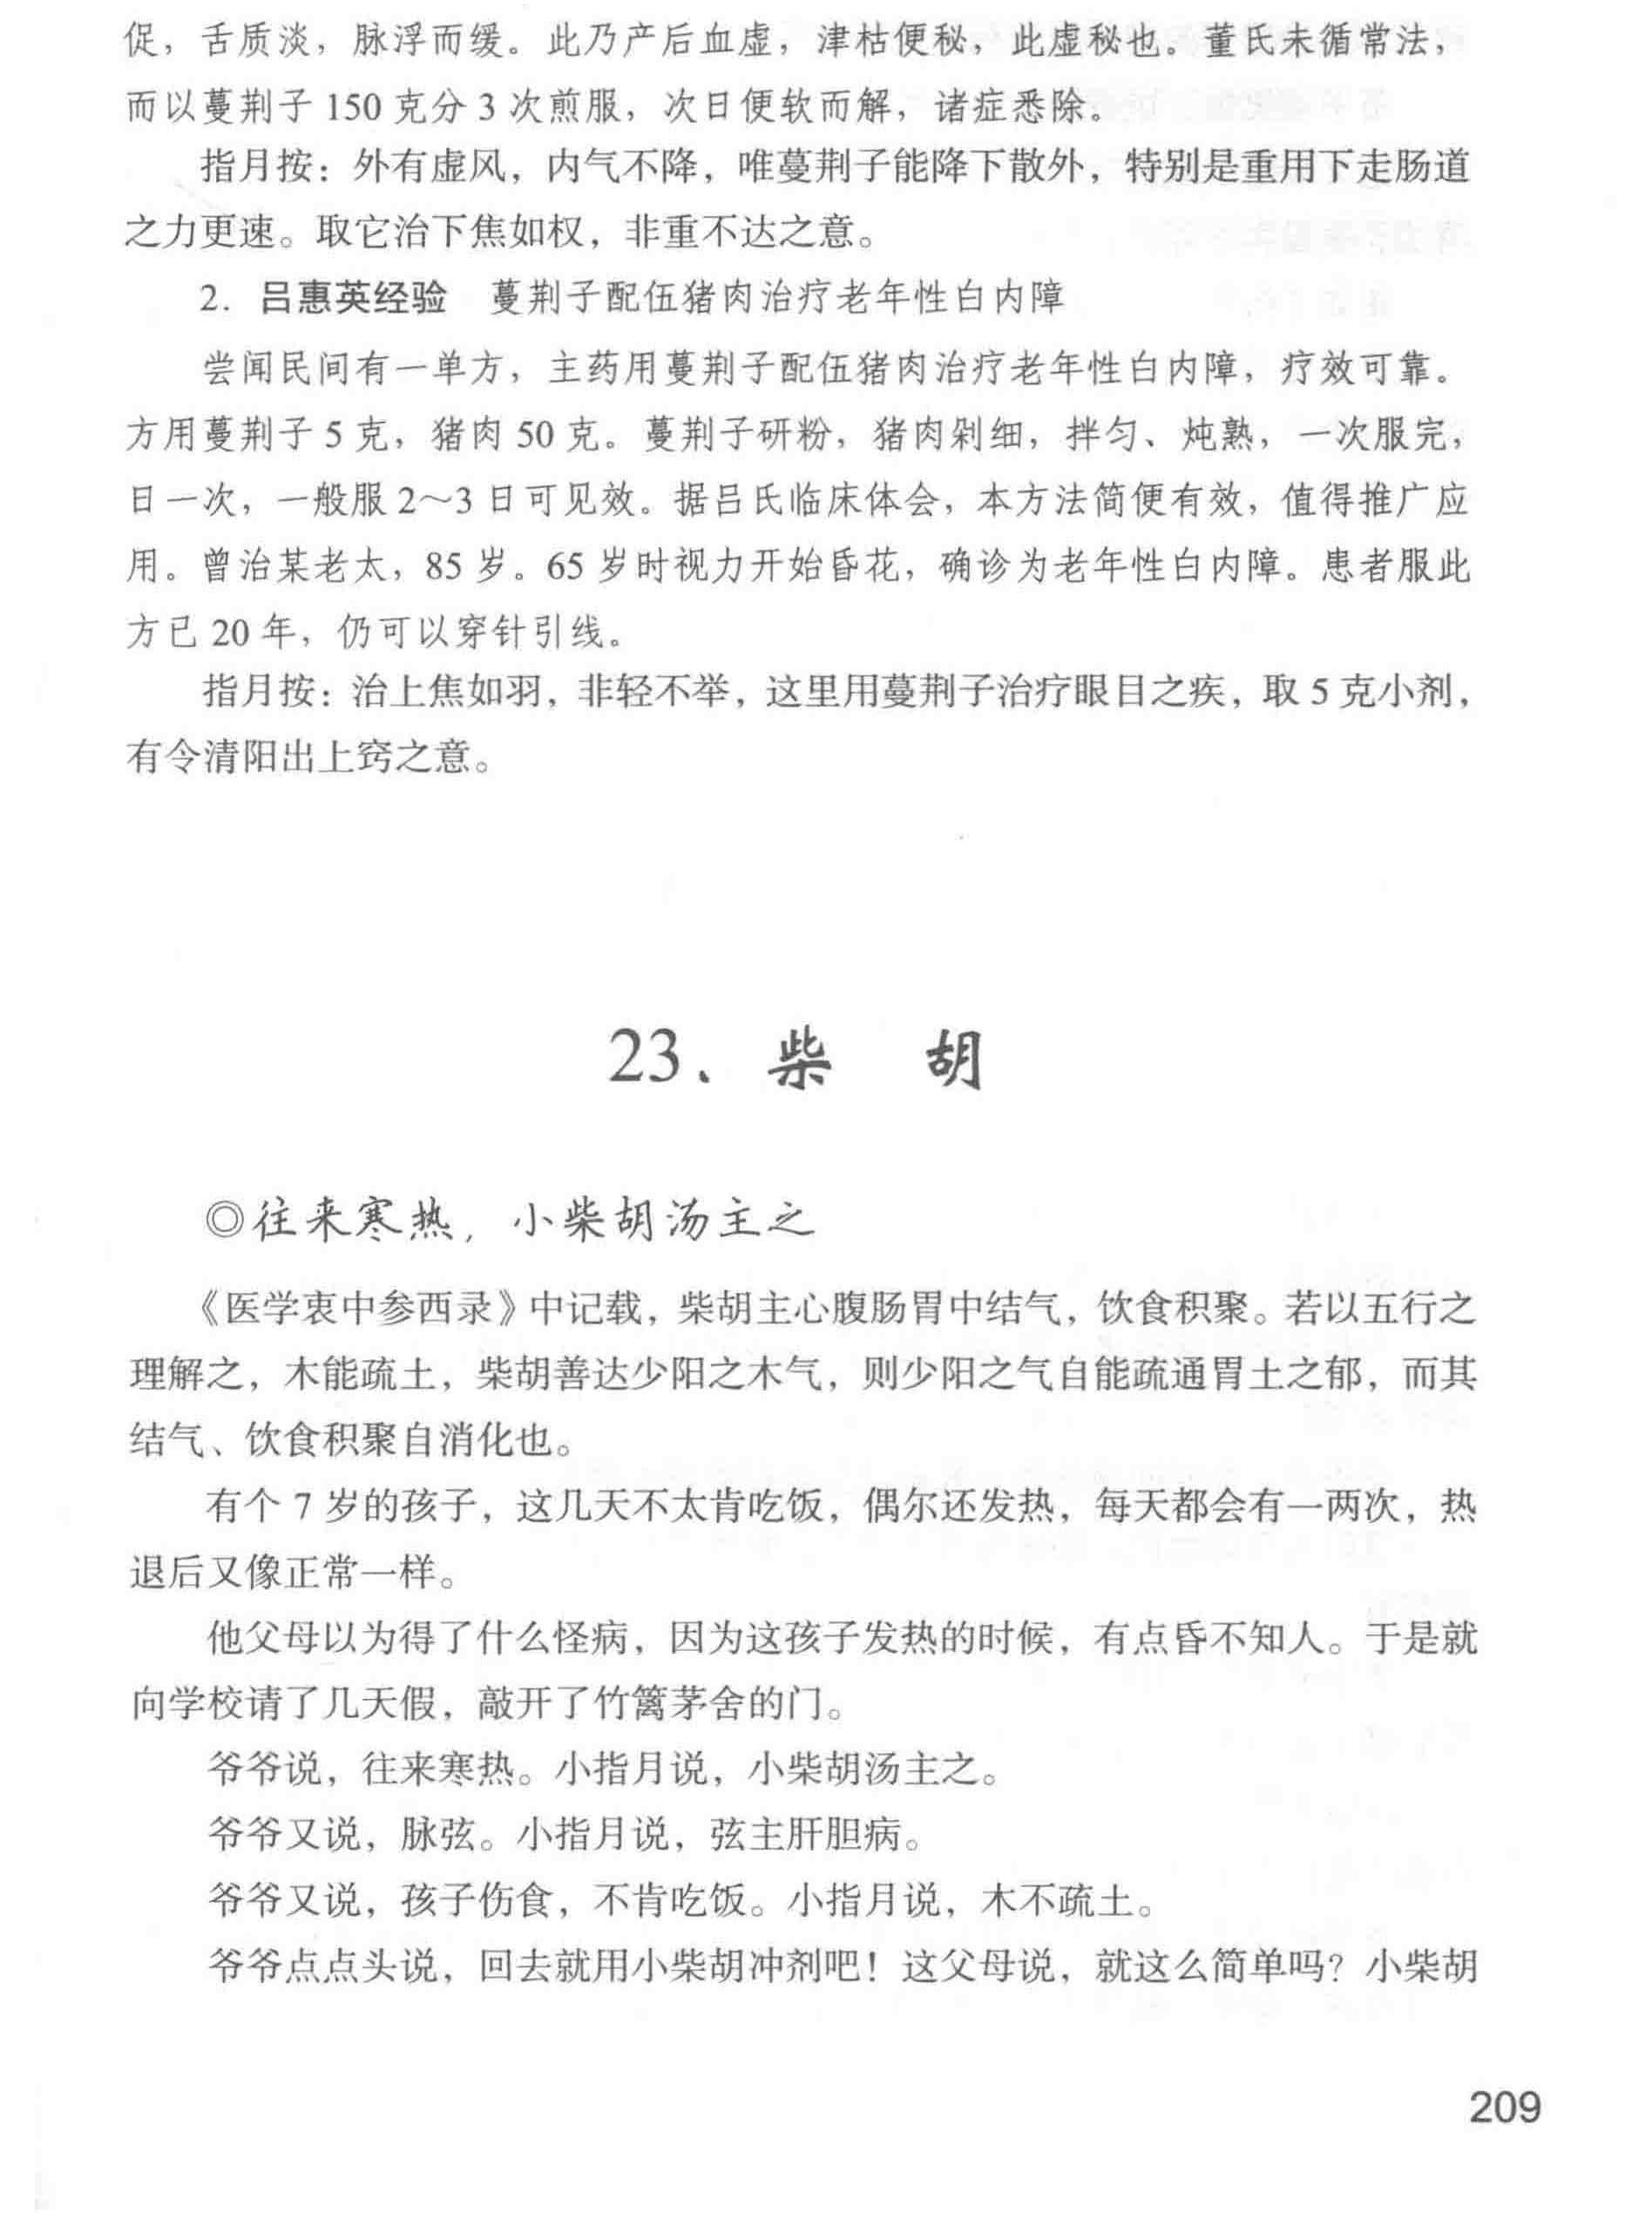 促，舌质淡，脉浮而缓。此乃产后血虚，津枯便秘，此虚秘也。董氏未循常法，
而以蔓荆子 150 克分 3 次煎服，次日便软而解，诸症悉除。
指月按：外有虚风，内气不降，唯蔓荆子能降下散外，特别是重用下走肠道
之力更速。取它治下焦如权，非重不达之意。
2．吕惠英经验　蔓荆子配伍猪肉治疗老年性白内障
尝闻民间有一单方，主药用蔓荆子配伍猪肉治疗老年性白内障，疗效可靠。
方用蔓荆子 5 克，猪肉 50 克。蔓荆子研粉，猪肉剁细，拌匀、炖熟，一次服完，
日一次，一般服 2～3 日可见效。据吕氏临床体会，本方法简便有效，值得推广应
用。曾治某老太，85 岁。65 岁时视力开始昏花，确诊为老年性白内障。患者服此
方已 20 年，仍可以穿针引线。
指月按：治上焦如羽，非轻不举，这里用蔓荆子治疗眼目之疾，取 5 克小剂，
有令清阳出上窍之意。
23、柴　胡
◎往来寒热，小柴胡汤主之
《医学衷中参西录》中记载，柴胡主心腹肠胃中结气，饮食积聚。若以五行之
理解之，木能疏土，柴胡善达少阳之木气，则少阳之气自能疏通胃土之郁，而其
结气、饮食积聚自消化也。
有个 7 岁的孩子，这几天不太肯吃饭，偶尔还发热，每天都会有一两次，热
退后又像正常一样。
他父母以为得了什么怪病，因为这孩子发热的时候，有点昏不知人。于是就
向学校请了几天假，敲开了竹篱茅舍的门。
爷爷说，往来寒热。小指月说，小柴胡汤主之。
爷爷又说，脉弦。小指月说，弦主肝胆病。
爷爷又说，孩子伤食，不肯吃饭。小指月说，木不疏土。
爷爷点点头说，回去就用小柴胡冲剂吧！这父母说，就这么简单吗？小柴胡
209